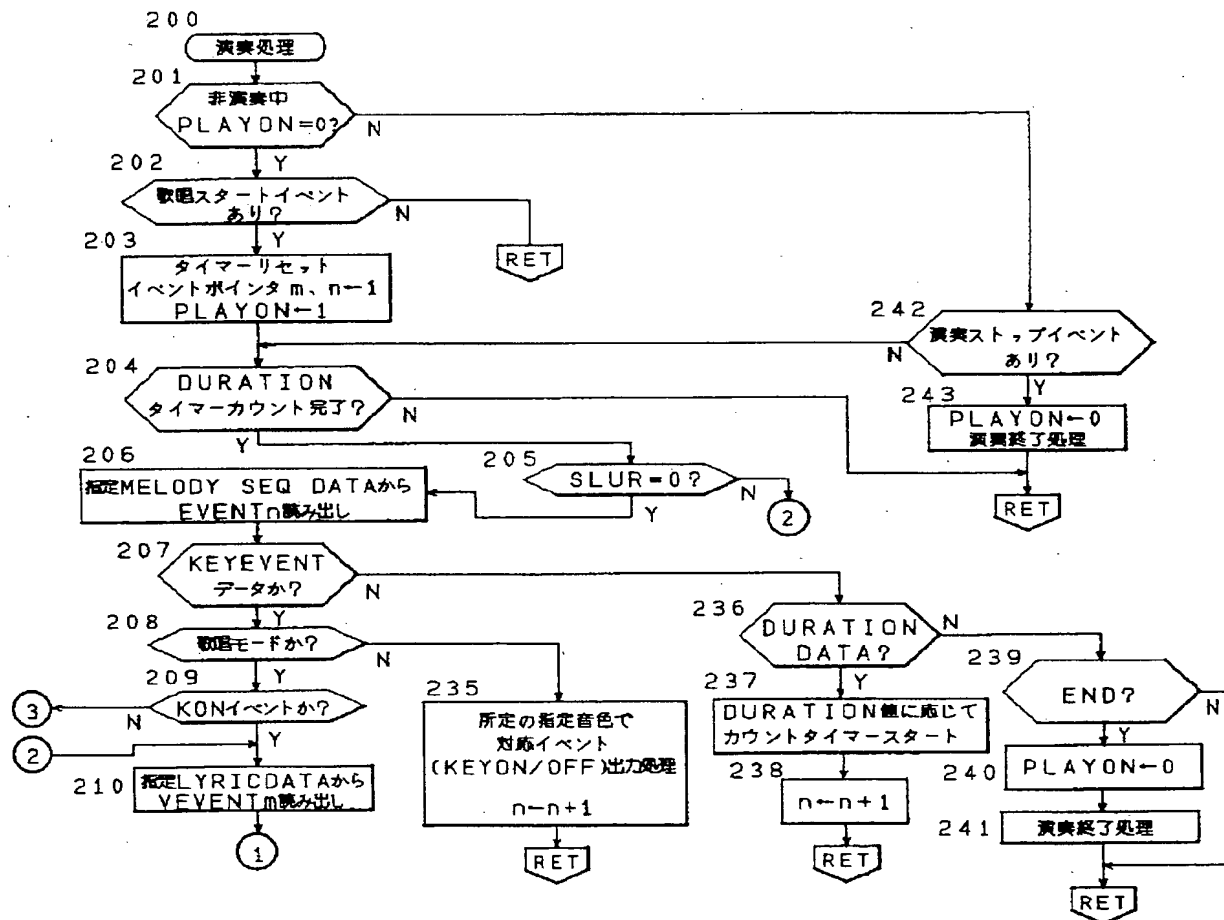 200
演奏処理
201
非演奏中
PLAYON=0?
N
Y
202
歌唱スタートイベント
あり?
N
Y
RET
203
タイマーリセット
イベントポインタm、n←1
PLAYON←1
242
演奏ストップイベント
あり?
N
Y
204
DURATION
タイマーカウント完了?
N
Y
243
PLAYON←0
演奏終了処理
RET
205
SLUR=0?
N
Y
2
206
指定MELODY SEQ DATAから
EVENTn読み出し
207
KEYEVENT
データか?
N
Y
208
歌唱モードか?
N
Y
209
KONイベントか?
N
Y
3
2
210
指定LYRICDATAから
VEVENTm読み出し
1
235
所定の指定音色で
対応イベント
(KEYON/OFF)出力処理
n←n+1
RET
236
DURATION
DATA?
N
Y
237
DURATION値に応じて
カウントタイマースタート
238
n←n+1
RET
239
END?
N
Y
240
PLAYON←0
241
演奏終了処理
RET